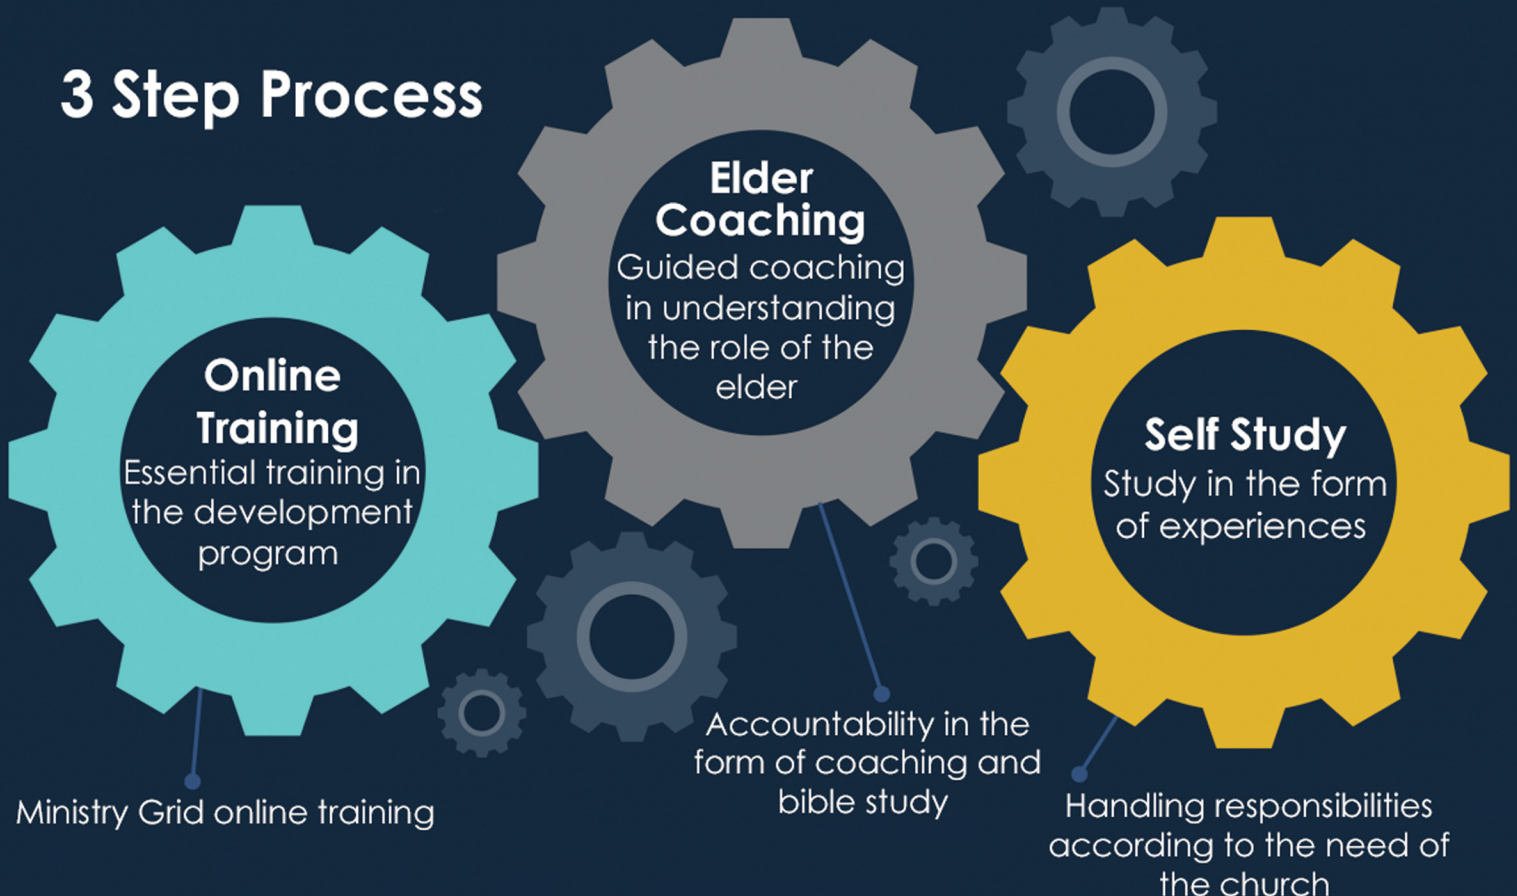 3 Step Process
Online
Training
Essential training in
the development
program
Ministry Grid online training
Elder
Coaching
Guided coaching
in understanding
the role of the
elder
Accountability in the
form of coaching and
bible study
Self Study
Study in the form
of experiences
Handling responsibilities
according to the need of
the church